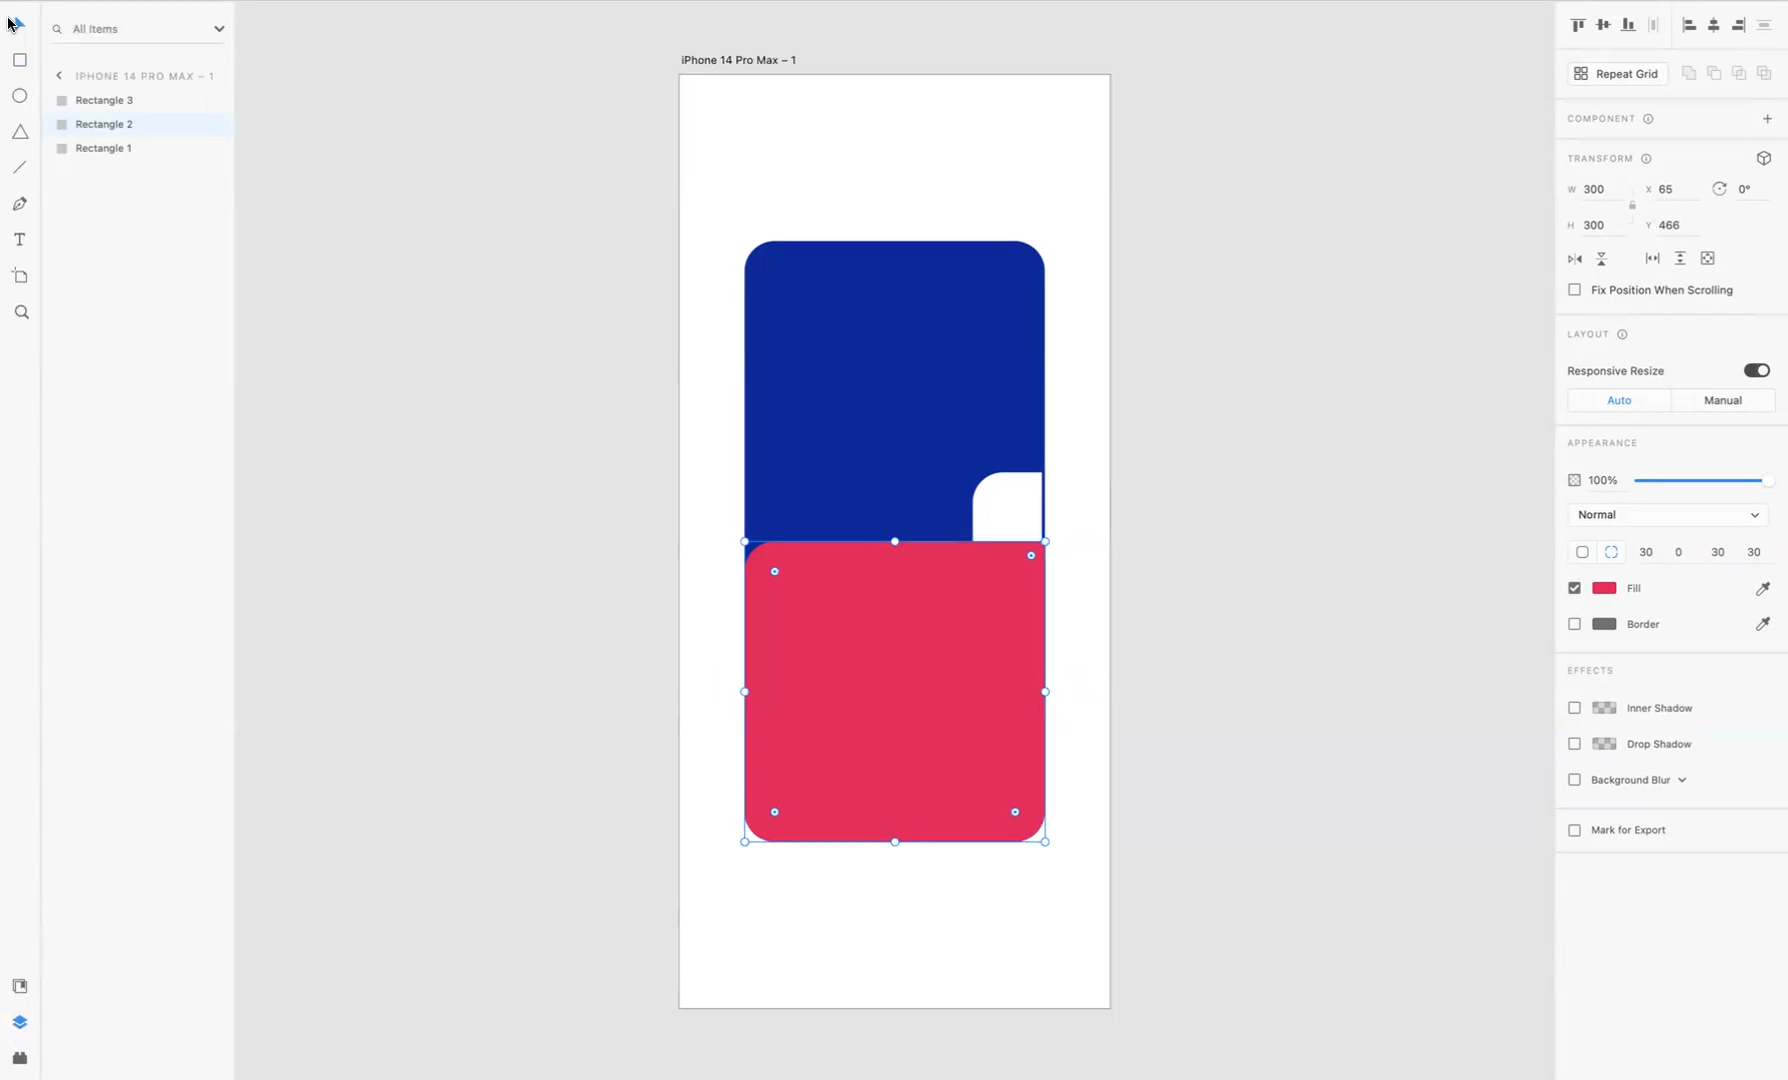 All Items
IPHONE 14 PRO MAX – 1
Rectangle 3
Rectangle 2
Rectangle 1
T
iPhone 14 Pro Max – 1
Repeat Grid
COMPONENT
TRANSFORM
W 300 X 65 0°
H 300 Y 466
Fix Position When Scrolling
LAYOUT
Responsive Resize
Auto Manual
APPEARANCE
100%
Normal
30 0 30 30
Fill
Border
EFFECTS
Inner Shadow
Drop Shadow
Background Blur
Mark for Export